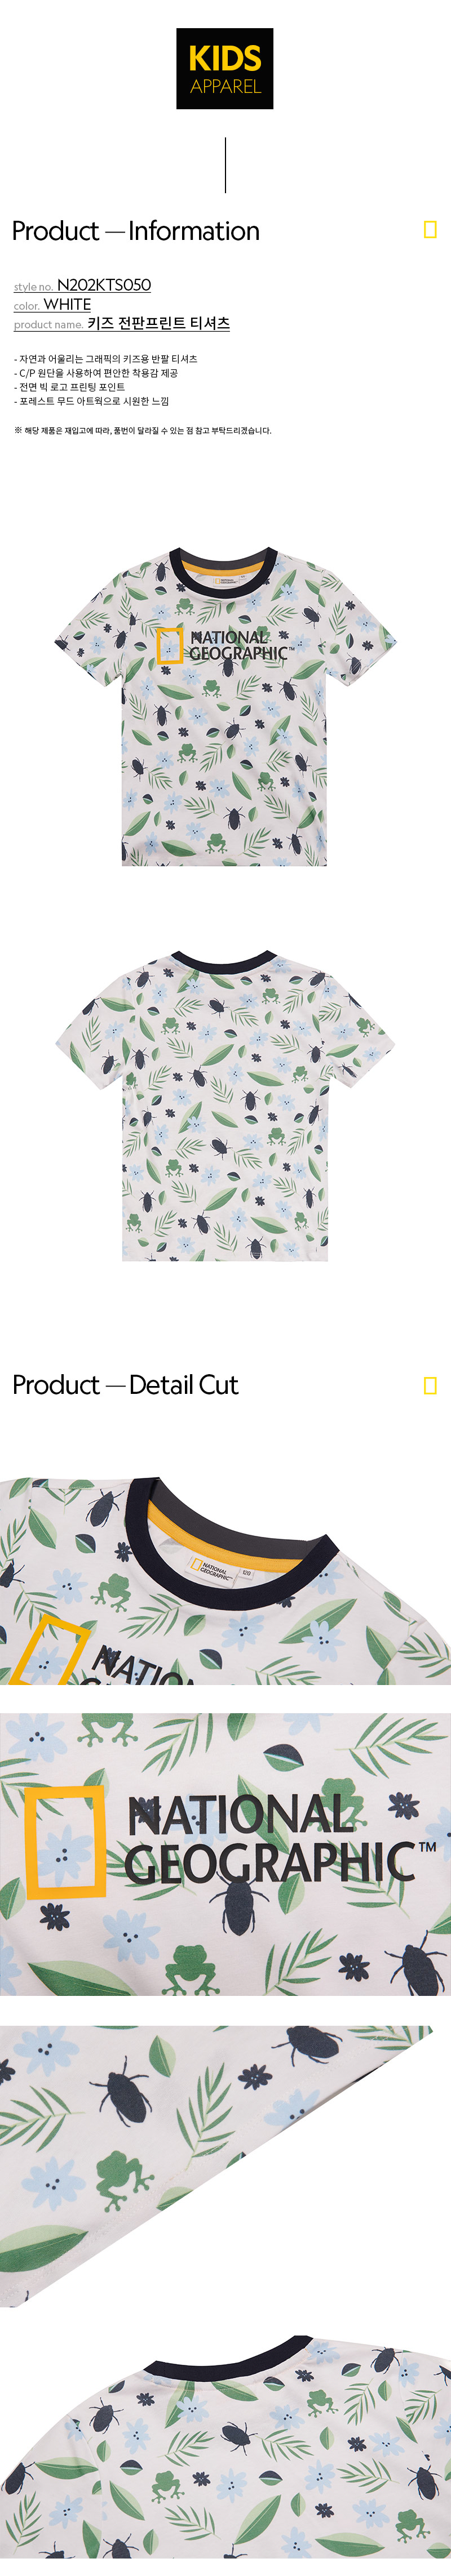 KIDS
APPAREL
Product — Information
style no. N202KTS050
color. WHITE
product name. 키즈 전판프린트 티셔츠
- 자연과 어울리는 그래픽의 키즈용 반팔 티셔츠
- C/P 원단을 사용하여 편안한 착용감 제공
- 전면 빅 로고 프린팅 포인트
- 포레스트 무드 아트웍으로 시원한 느낌
※ 해당 제품은 재입고에 따라, 품번이 달라질 수 있는 점 참고 부탁드리겠습니다.
NATIONAL
GEOGRAPHIC™
Product — Detail Cut
NATIONAL
GEOGRAPHIC
120
NATIONAL
NATIONAL
GEOGRAPHIC™